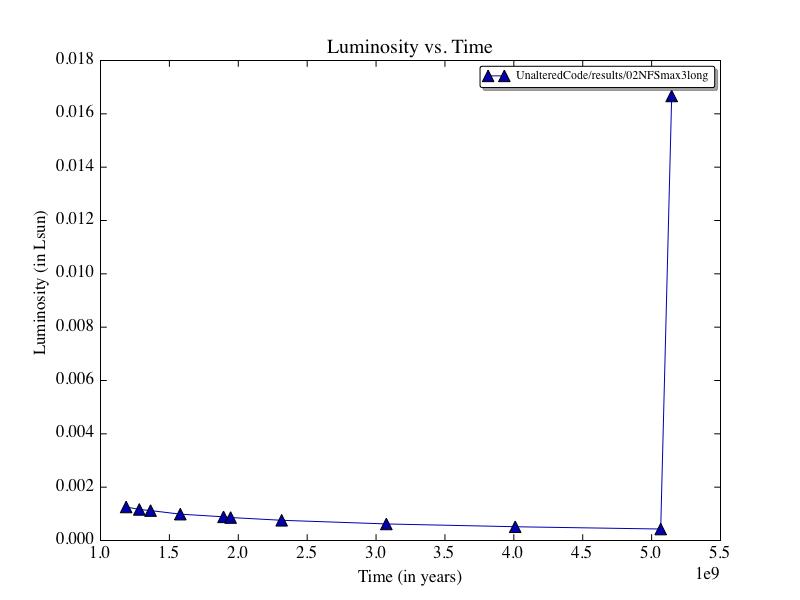 Luminosity vs. Time
UnalteredCode/results/02NFSmax3long
Luminosity (in Lsun)
0.018
0.016
0.014
0.012
0.010
0.008
0.006
0.004
0.002
0.000
1.0 1.5 2.0 2.5 3.0 3.5 4.0 4.5 5.0 5.5
1e9
Time (in years)